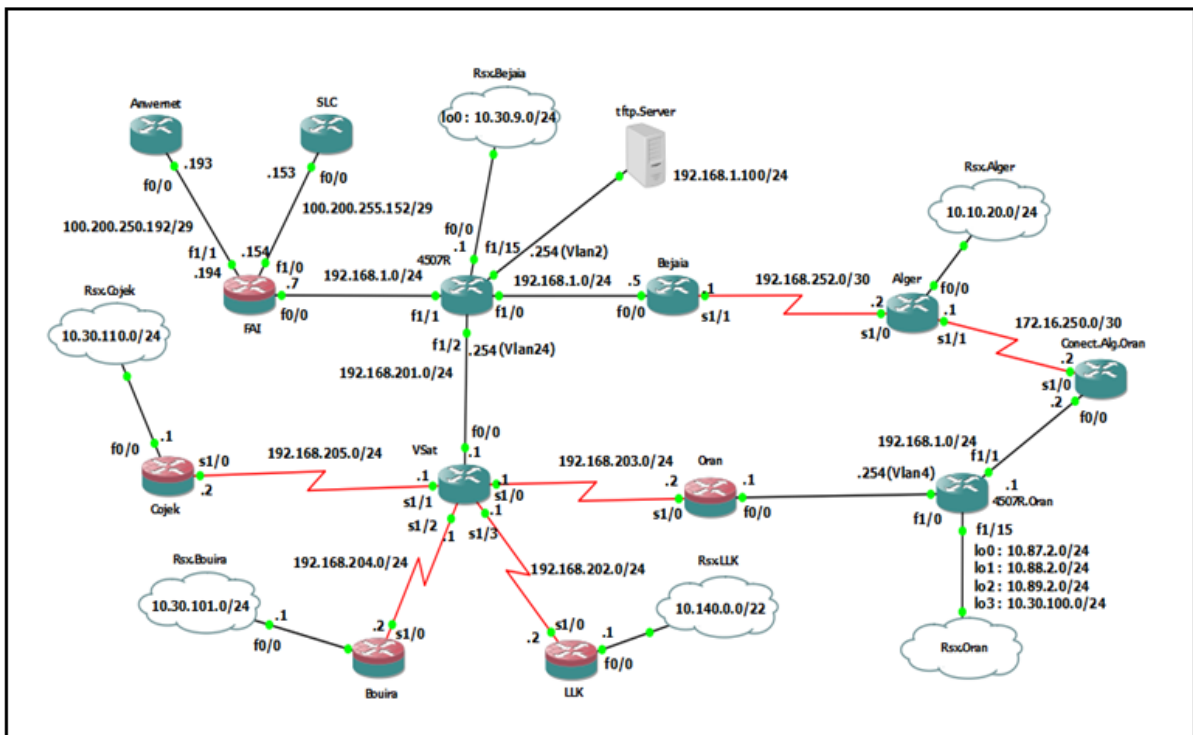 Rsx.Bejaia
lo0 : 10.30.9.0/24
Anwernet
SLC
tft​p.Server
.193
f0/0
.153
f0/0
192.168.1.100/24
Rsx.Alger
10.10.20.0/24
100.200.250.192/29
100.200.255.152/29
f0/0
.1
f1/15
.254 (Vlan2)
4507R
f1/1
.194
.154
f1/0
.7
FAI
f0/0
192.168.1.0/24
f1/1
f1/0
192.168.1.0/24
.5
f0/0
Bejaia
.1
s1/1
192.168.252.0/30
Alger
f0/0
.2
s1/0
.1
s1/1
172.16.250.0/30
Conect.Alg.Oran
.2
s1/0
.2
f0/0
Rsx.Cojek
10.30.110.0/24
f1/2
.254 (Vlan24)
192.168.201.0/24
f0/0
.1
VSat
f0/0
.1
s1/0
.2
Cojek
192.168.205.0/24
.1
s1/1
.1
s1/0
192.168.203.0/24
.2
s1/0
Oran
.1
f0/0
192.168.1.0/24
.254(Vlan4)
f1/1
.1
4507R.Oran
f1/0
f1/15
s1/2
.1
s1/3
.1
192.168.204.0/24
192.168.202.0/24
lo0 : 10.87.2.0/24
lo1 : 10.88.2.0/24
lo2 : 10.89.2.0/24
lo3 : 10.30.100.0/24
Rsx.Oran
Rsx.Bouira
10.30.101.0/24
.1
f0/0
.2
s1/0
Bouira
s1/0
.2
.1
f0/0
LLK
Rsx.LLK
10.140.0.0/22